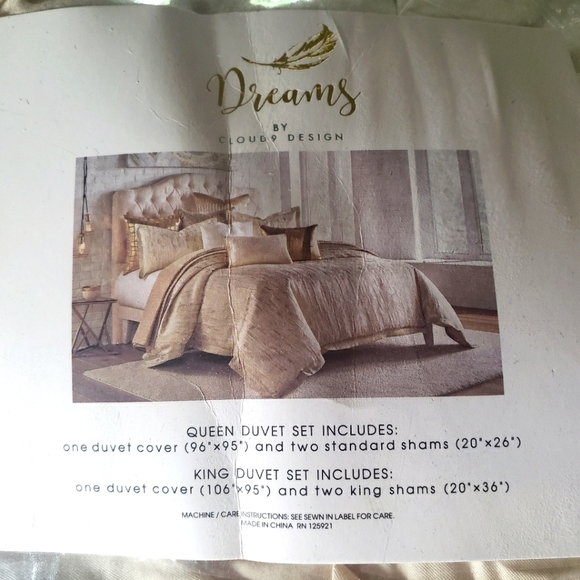 Dreams
BY
CLOUD9 DESIGN
QUEEN DUVET SET INCLUDES:
one duvet cover (96"x95") and two standard shams (20"x26")
KING DUVET SET INCLUDES:
one duvet cover (106"x95") and two king shams (20"x36")
MACHINE / CARE INSTRUCTIONS: SEE SEWN IN LABEL FOR CARE.
MADE IN CHINA RN 125921